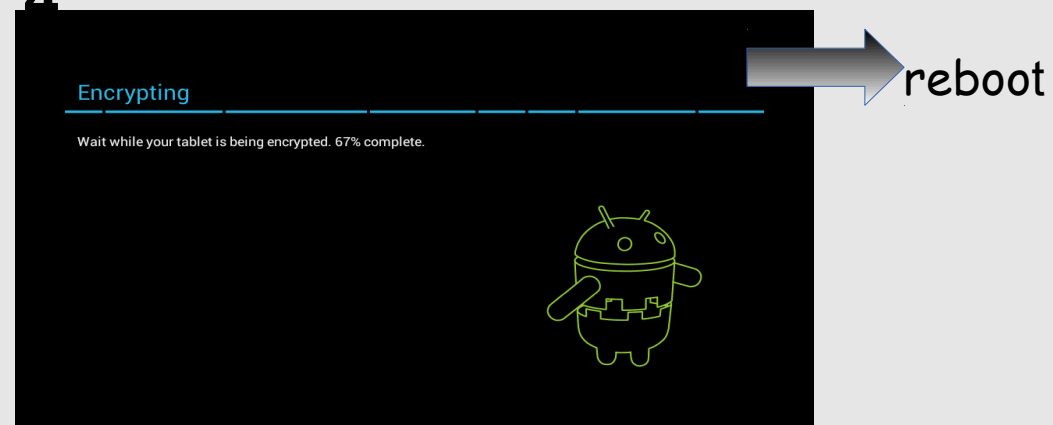 Encrypting
reboot
Wait while your tablet is being encrypted. 67% complete.